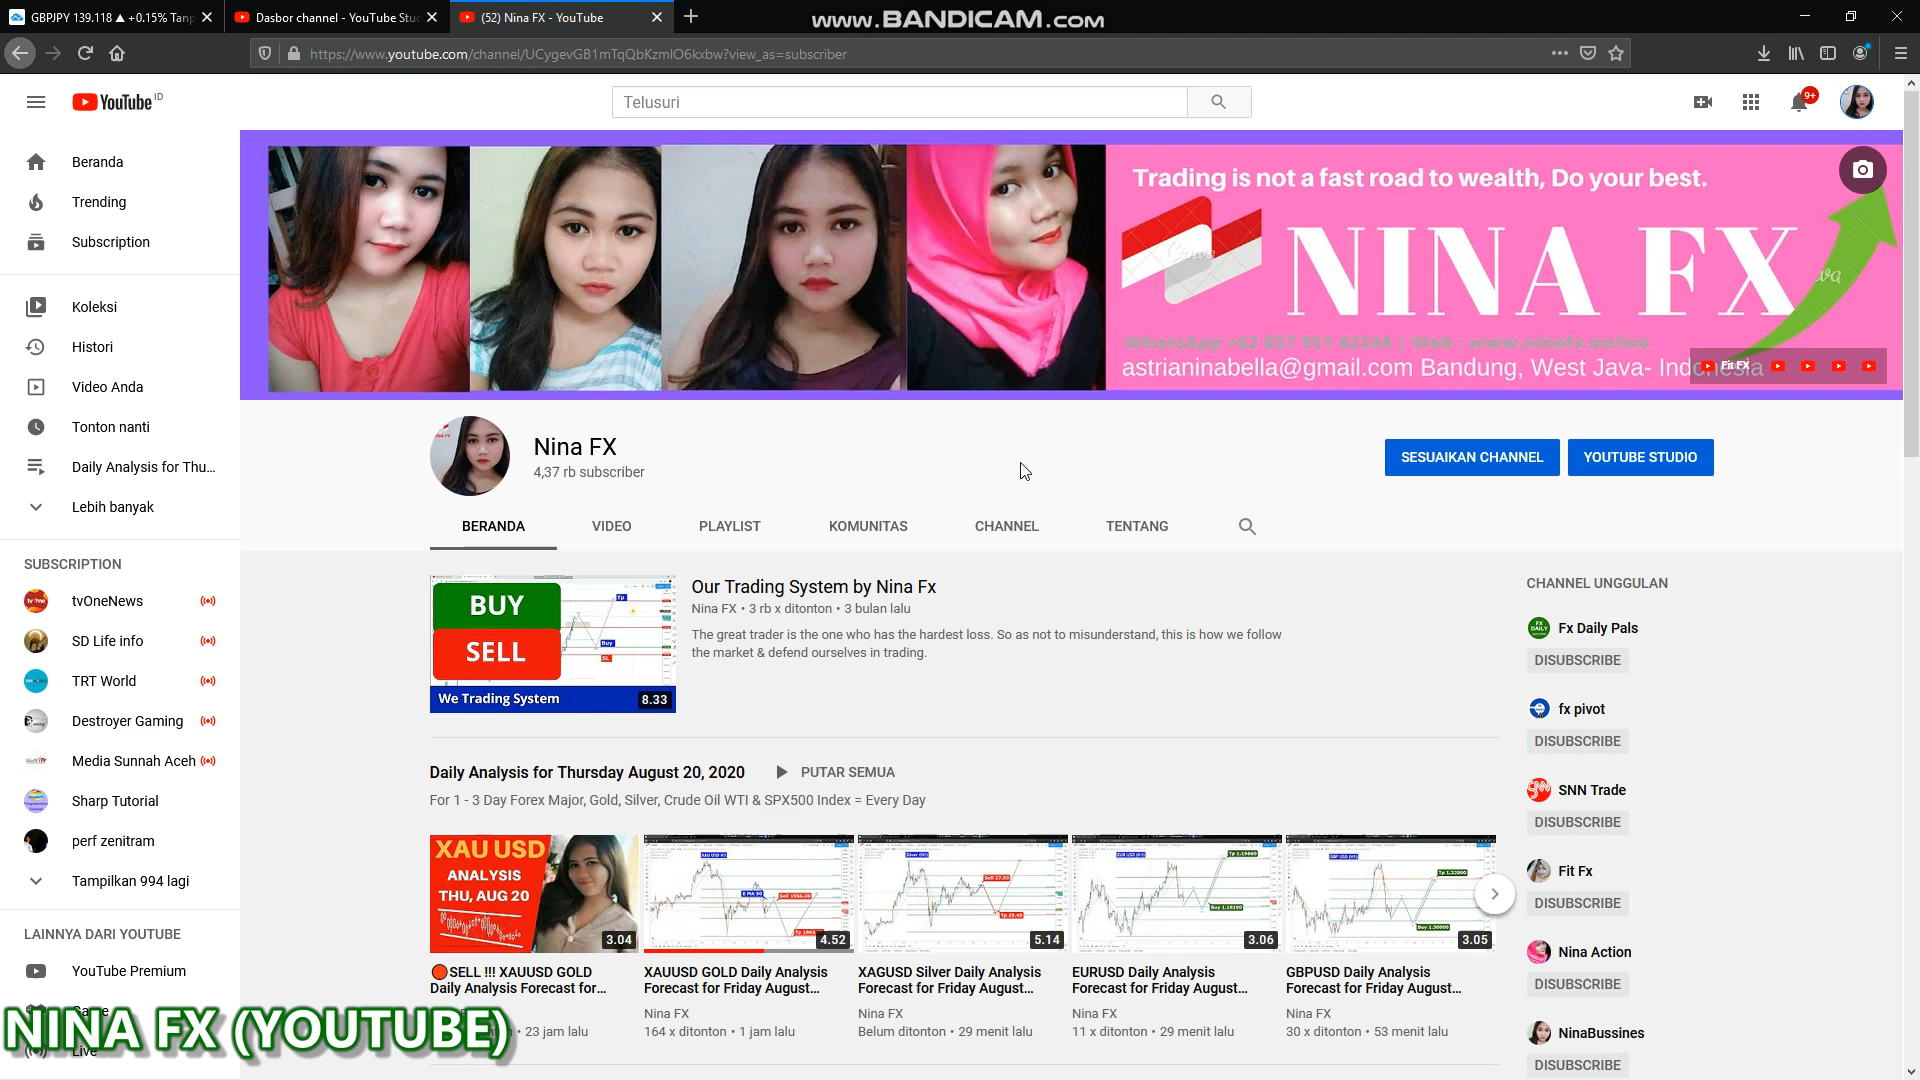 GBPJPY 139.118 ▲ +0.15% Tanp
Dasbor channel - YouTube Stu
(52) Nina FX - YouTube
www.BANDICAM.com
https://www.youtube.com/channel/UCygevGB1mTqQbKzmlO6kxbw?view_as=subscriber
YouTube ID
Telusuri
9+
Beranda
Trending
Subscription
Koleksi
Histori
Video Anda
Tonton nanti
Daily Analysis for Thu...
Lebih banyak
SUBSCRIPTION
tvOneNews
SD Life info
TRT World
Destroyer Gaming
Media Sunnah Aceh
Sharp Tutorial
perf zenitram
Tampilkan 994 lagi
LAINNYA DARI YOUTUBE
YouTube Premium
Live
NINA FX (YOUTUBE)
Trading is not a fast road to wealth, Do your best.
NINA FX
astrianinabella@gmail.com Bandung, West Java- Indonesia
Fit FX
Nina FX
4,37 rb subscriber
SESUAIKAN CHANNEL
YOUTUBE STUDIO
BERANDA
VIDEO
PLAYLIST
KOMUNITAS
CHANNEL
TENTANG
BUY
SELL
We Trading System
8.33
Tp
Buy
SL
Our Trading System by Nina Fx
Nina FX • 3 rb x ditonton • 3 bulan lalu
The great trader is the one who has the hardest loss. So as not to misunderstand, this is how we follow
the market & defend ourselves in trading.
Daily Analysis for Thursday August 20, 2020
PUTAR SEMUA
For 1 - 3 Day Forex Major, Gold, Silver, Crude Oil WTI & SPX500 Index = Every Day
XAU USD
ANALYSIS
THU, AUG 20
3.04
SELL !!! XAUUSD GOLD
Daily Analysis Forecast for...
• 23 jam lalu
4.52
XAUUSD GOLD Daily Analysis
Forecast for Friday August...
Nina FX
164 x ditonton • 1 jam lalu
5.14
XAGUSD Silver Daily Analysis
Forecast for Friday August...
Nina FX
Belum ditonton • 29 menit lalu
3.06
EURUSD Daily Analysis
Forecast for Friday August...
Nina FX
11 x ditonton • 29 menit lalu
3.05
GBPUSD Daily Analysis
Forecast for Friday August...
Nina FX
30 x ditonton • 53 menit lalu
CHANNEL UNGGULAN
Fx Daily Pals
DISUBSCRIBE
fx pivot
DISUBSCRIBE
SNN Trade
DISUBSCRIBE
Fit Fx
DISUBSCRIBE
Nina Action
DISUBSCRIBE
NinaBussines
DISUBSCRIBE